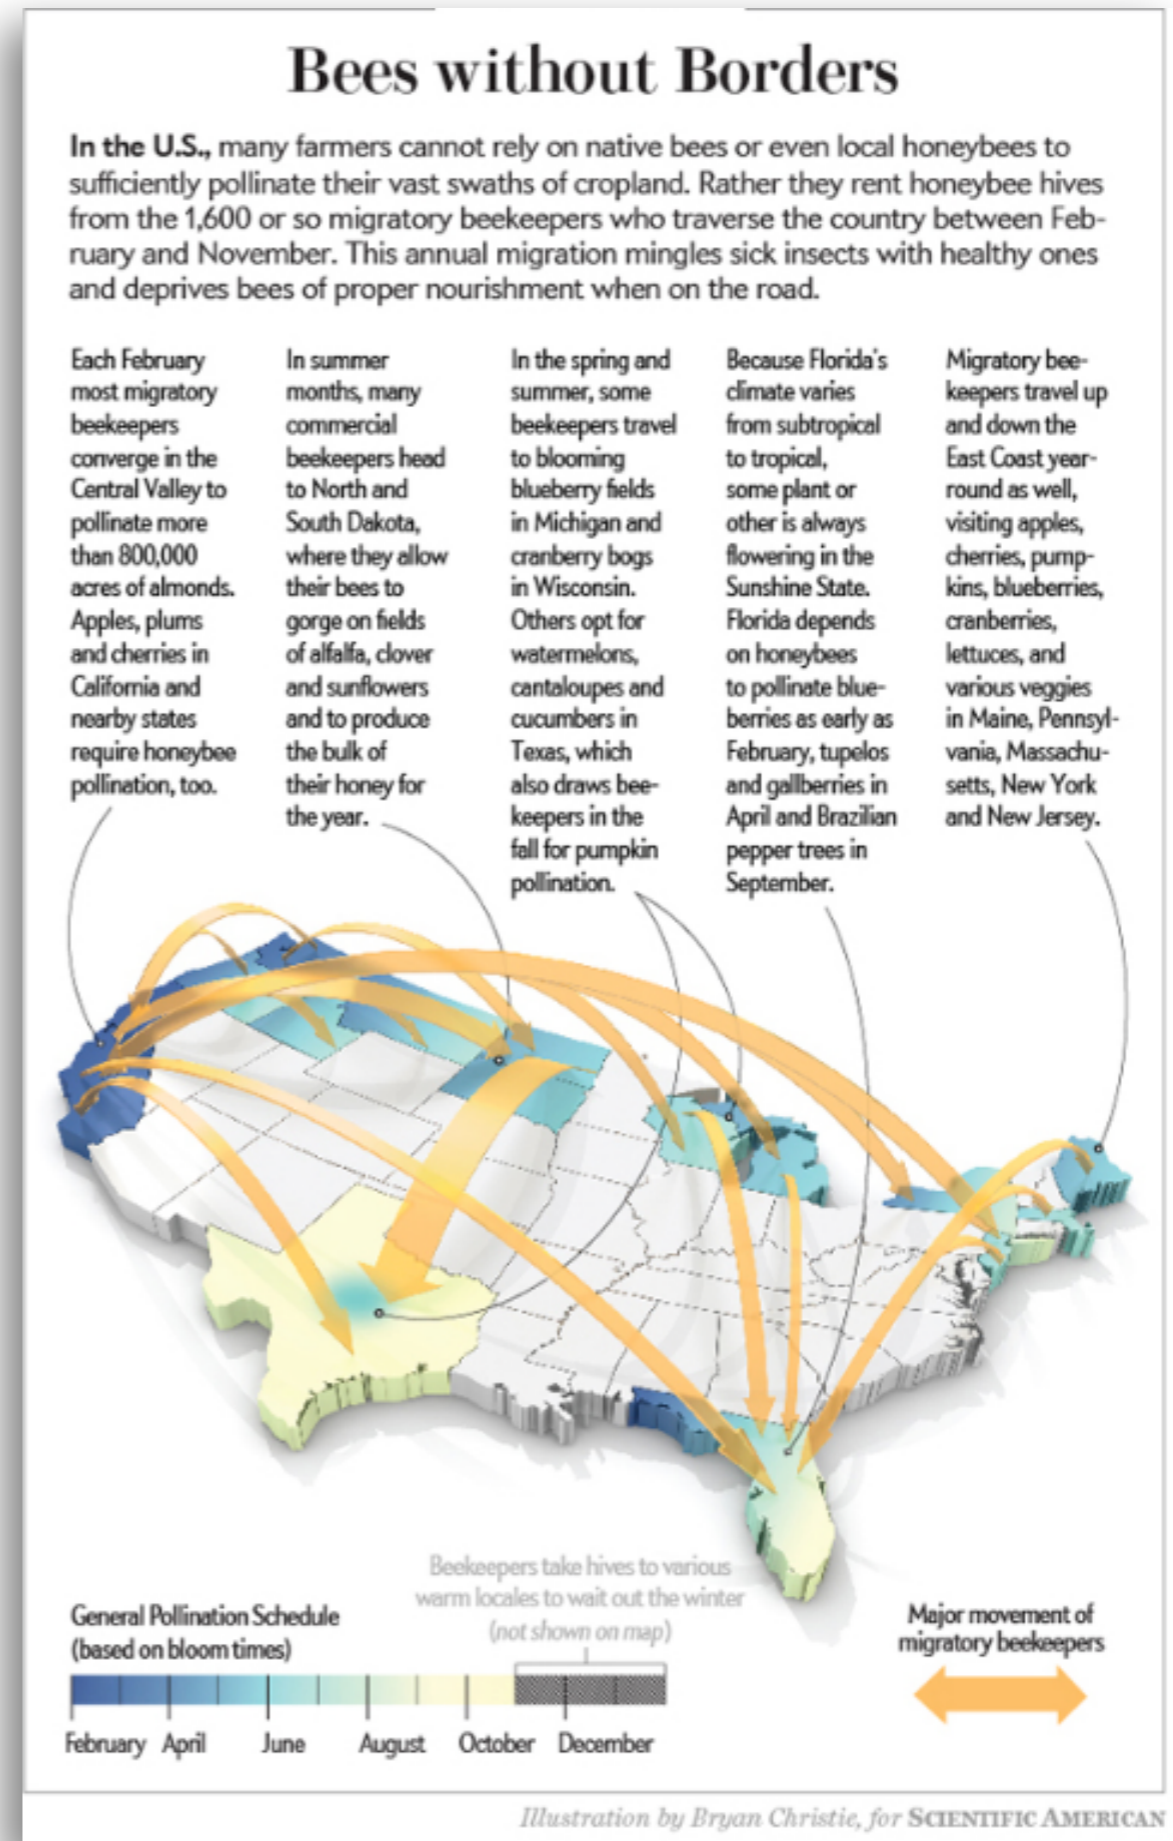 Bees without Borders
In the U.S., many farmers cannot rely on native bees or even local honeybees to
sufficiently pollinate their vast swaths of cropland. Rather they rent honeybee hives
from the 1,600 or so migratory beekeepers who traverse the country between Feb-
ruary and November. This annual migration mingles sick insects with healthy ones
and deprives bees of proper nourishment when on the road.
Each February
most migratory
beekeepers
converge in the
Central Valley to
pollinate more
than 800,000
acres of almonds.
Apples, plums
and cherries in
California and
nearby states
require honeybee
pollination, too.
In summer
months, many
commercial
beekeepers head
to North and
South Dakota,
where they allow
their bees to
gorge on fields
of alfalfa, clover
and sunflowers
and to produce
the bulk of
their honey for
the year.
In the spring and
summer, some
beekeepers travel
to blooming
blueberry fields
in Michigan and
cranberry bogs
in Wisconsin.
Others opt for
watermelons,
cantaloupes and
cucumbers in
Texas, which
also draws bee-
keepers in the
fall for pumpkin
pollination.
Because Florida's
climate varies
from subtropical
to tropical,
some plant or
other is always
flowering in the
Sunshine State.
Florida depends
on honeybees
to pollinate blue-
berries as early as
February, tupelos
and gallberries in
April and Brazilian
pepper trees in
September.
Migratory bee-
keepers travel up
and down the
East Coast year-
round as well,
visiting apples,
cherries, pump-
kins, blueberries,
cranberries,
lettuces, and
various veggies
in Maine, Pennsyl-
vania, Massachu-
setts, New York
and New Jersey.
Beekeepers take hives to various
warm locales to wait out the winter
(not shown on map)
General Pollination Schedule
(based on bloom times)
February April June August October December
Major movement of
migratory beekeepers
Illustration by Bryan Christie, for SCIENTIFIC AMERICAN